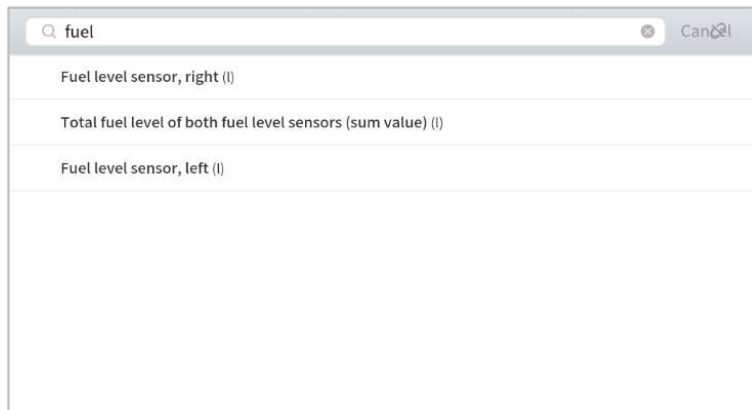 fuel
Cancel
Fuel level sensor, right (l)
Total fuel level of both fuel level sensors (sum value) (l)
Fuel level sensor, left (l)